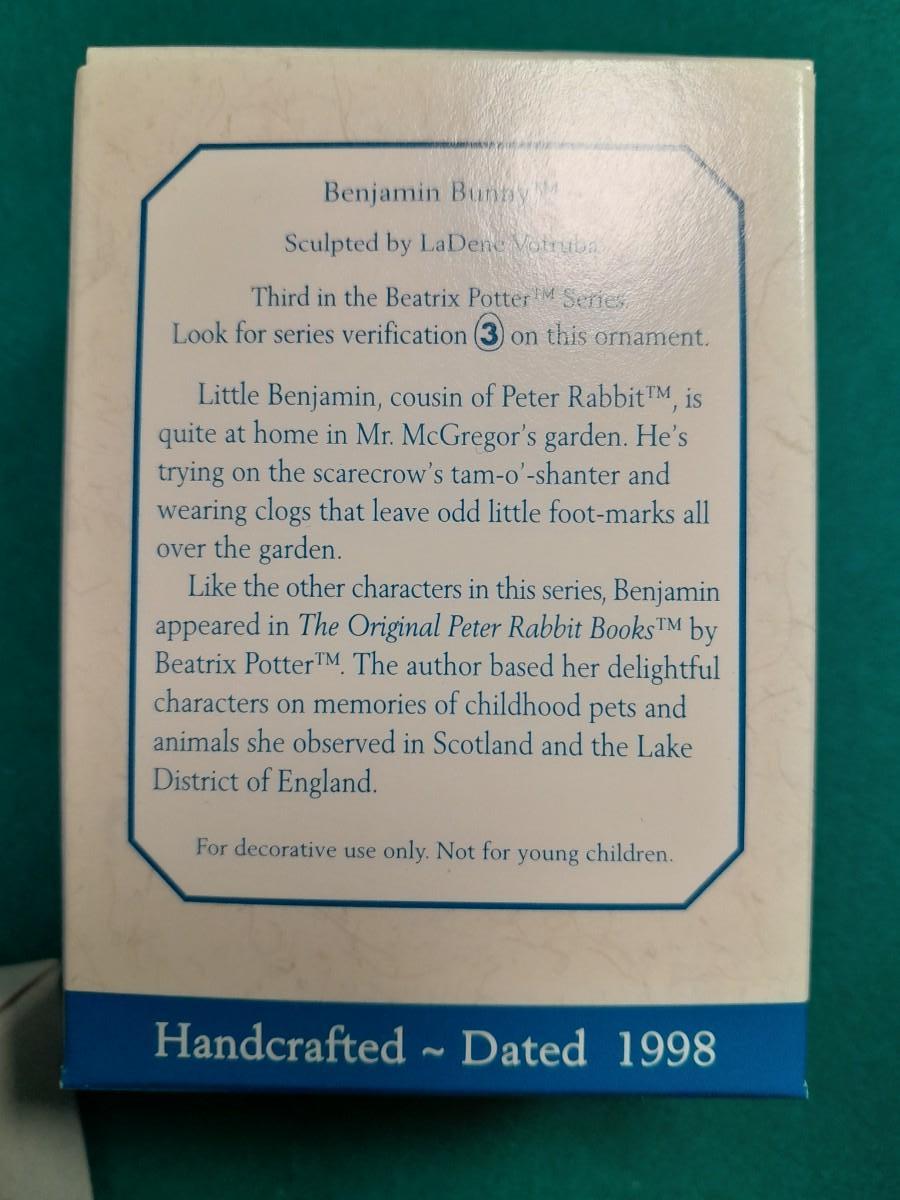 Benjamin Bunny™
Sculpted by LaDene Votruba
Third in the Beatrix Potter™ Series
Look for series verification 3 on this ornament.
Little Benjamin, cousin of Peter Rabbit™, is
quite at home in Mr. McGregor's garden. He's
trying on the scarecrow's tam-o'-shanter and
wearing clogs that leave odd little foot-marks all
over the garden.
Like the other characters in this series, Benjamin
appeared in The Original Peter Rabbit Books™ by
Beatrix Potter™. The author based her delightful
characters on memories of childhood pets and
animals she observed in Scotland and the Lake
District of England.
For decorative use only. Not for young children.
Handcrafted ~ Dated 1998